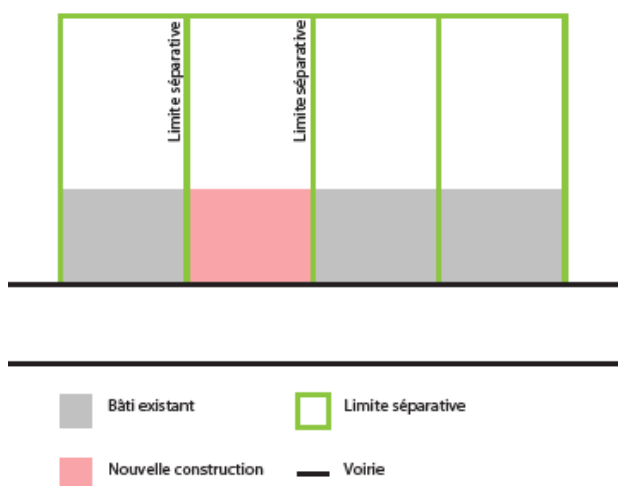 Limite séparative
Limite séparative
Bâti existant
Limite séparative
Nouvelle construction
Voirie